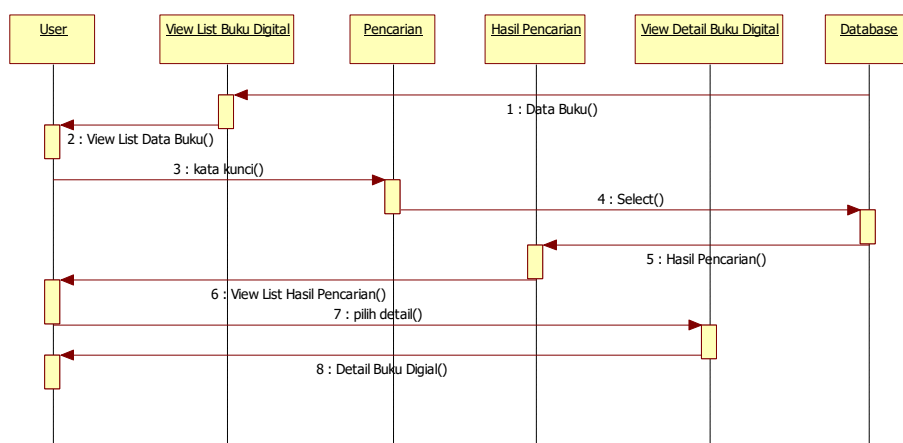 User
View List Buku Digital
Pencarian
Hasil Pencarian
View Detail Buku Digital
Database
1 : Data Buku()
2 : View List Data Buku()
3 : kata kunci()
4 : Select()
5 : Hasil Pencarian()
6 : View List Hasil Pencarian()
7 : pilih detail()
8 : Detail Buku Digial()